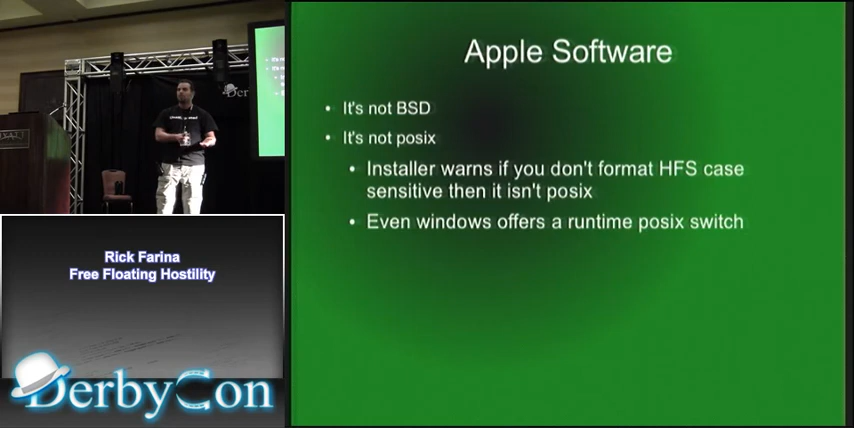 Apple Software
• It's not BSD
• It's not posix
• Installer warns if you don't format HFS case
sensitive then it isn't posix
• Even windows offers a runtime posix switch
Rick Farina
Free Floating Hostility
DerbyCon